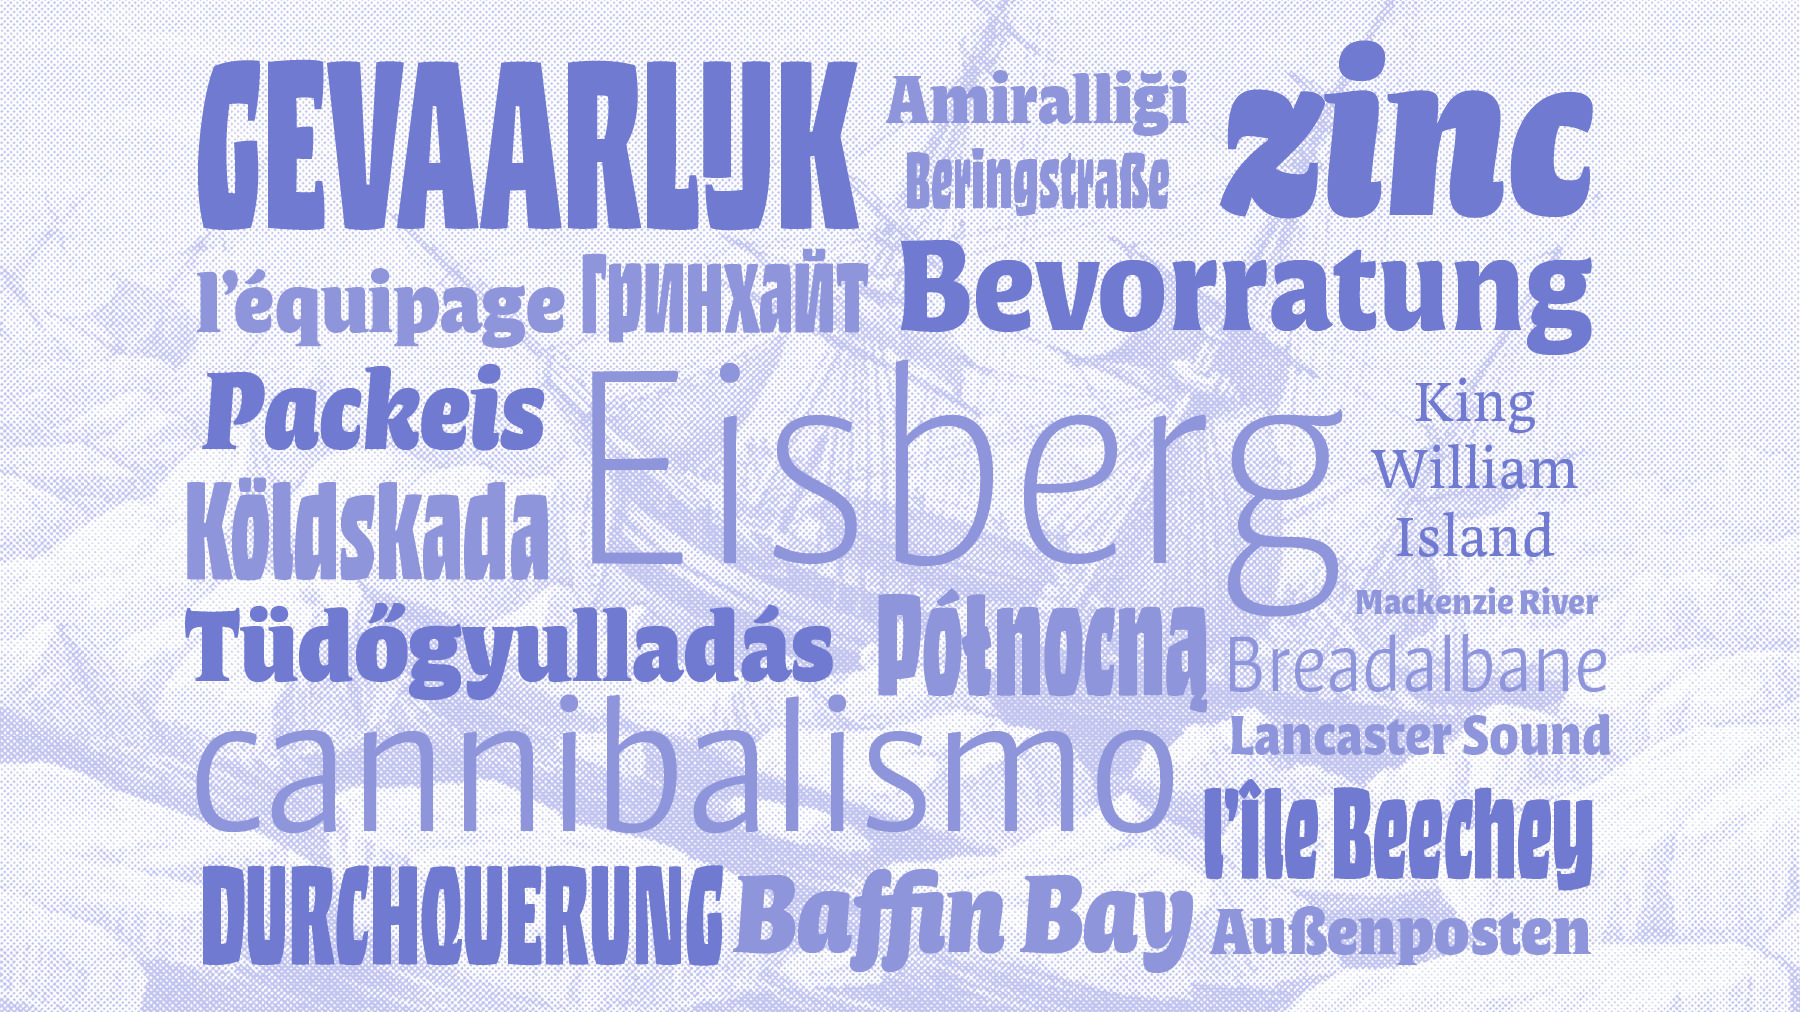 GEVAARLIJK
Amiralliği
Beringstraße
zinc
l’équipage
Гринхайт
Bevorratung
Packeis
Eisberg
King
William
Island
Köldskada
Mackenzie River
Tüdőgyulladás
Północną
Breadalbane
cannibalismo
Lancaster Sound
l’île Beechey
DURCHQUERUNG
Baffin Bay
Außenposten